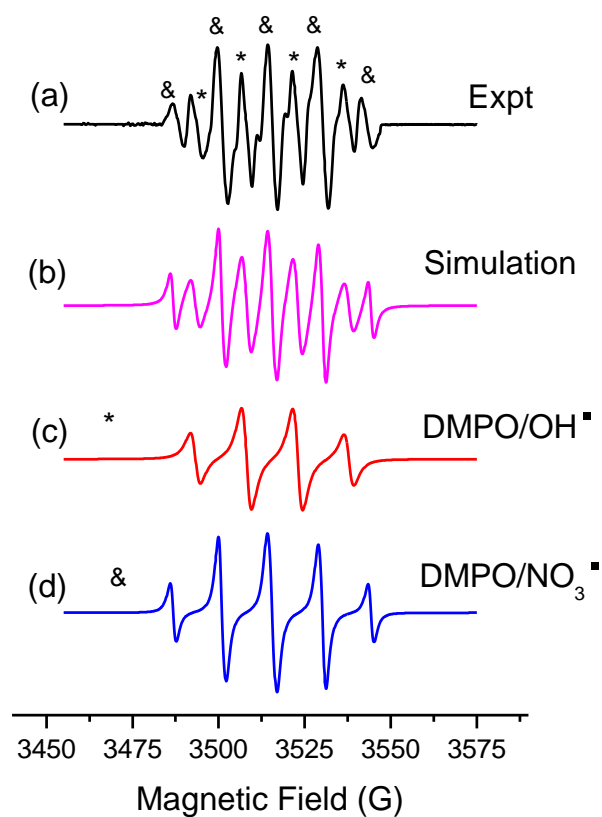 & & &
& * * * * &
(a) Expt
(b) Simulation
* (c) DMPO/OH▪
& (d) DMPO/NO₃▪
3450 3475 3500 3525 3550 3575
Magnetic Field (G)